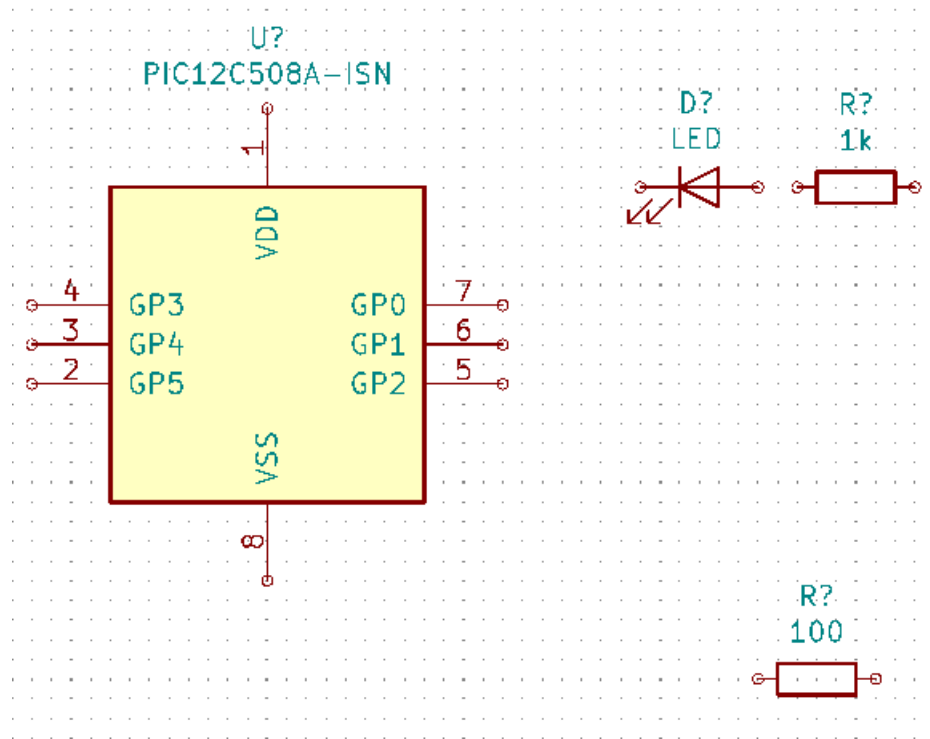 U?
PIC12C508A-ISN
D?
LED
R?
1k
1
VDD
4
GP3
GP0
7
3
GP4
GP1
6
2
GP5
GP2
5
VSS
8
R?
100